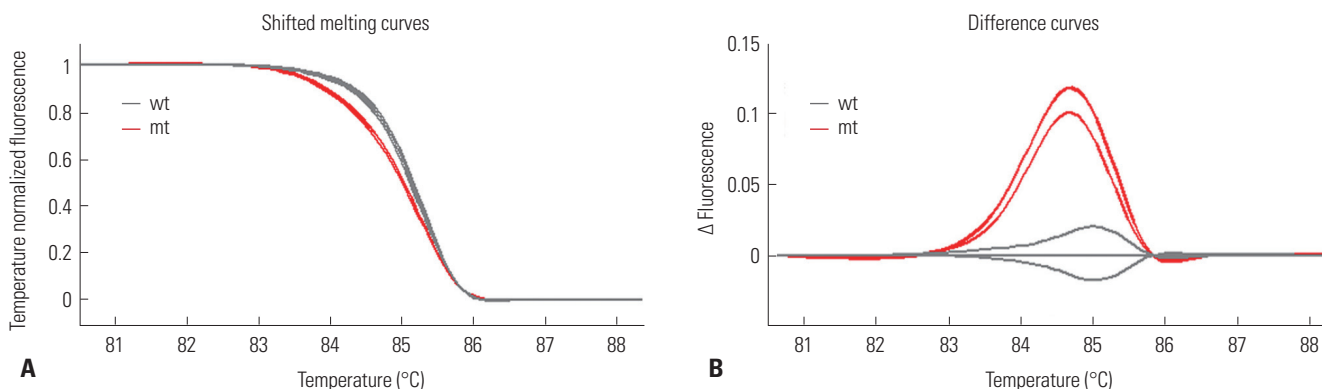 Shifted melting curves
Temperature normalized fluorescence
1
0.8
0.6
0.4
0.2
0
wt
mt
81 82 83 84 85 86 87 88
Temperature (°C)
A
Difference curves
Δ Fluorescence
0.15
0.1
0.05
0
wt
mt
81 82 83 84 85 86 87 88
Temperature (°C)
B